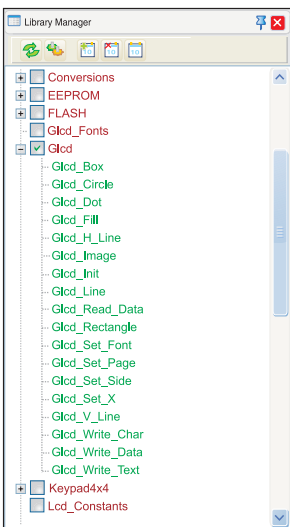 Library Manager
Conversions
EEPROM
FLASH
Glcd_Fonts
Glcd
Glcd_Box
Glcd_Circle
Glcd_Dot
Glcd_Fill
Glcd_H_Line
Glcd_Image
Glcd_Init
Glcd_Line
Glcd_Read_Data
Glcd_Rectangle
Glcd_Set_Font
Glcd_Set_Page
Glcd_Set_Side
Glcd_Set_X
Glcd_V_Line
Glcd_Write_Char
Glcd_Write_Data
Glcd_Write_Text
Keypad4x4
Lcd_Constants